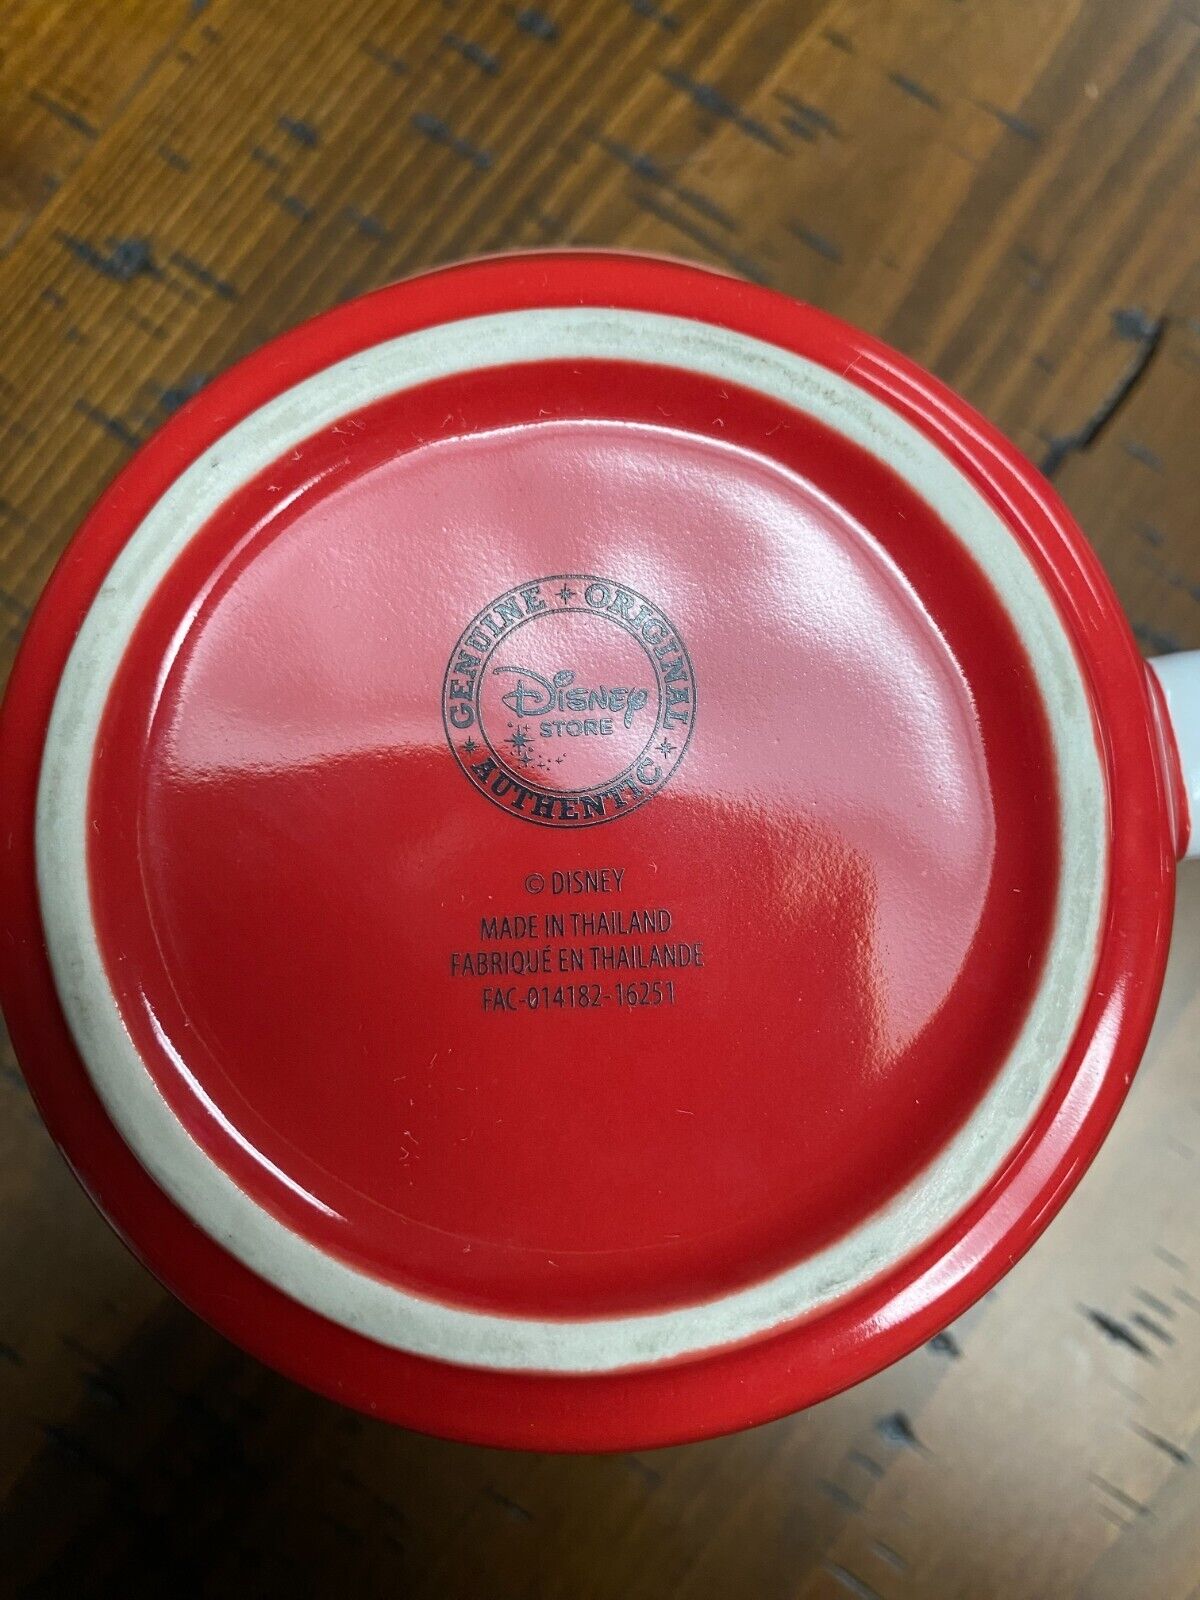 GENUINE ORIGINAL AUTHENTIC
Disney
STORE
© DISNEY
MADE IN THAILAND
FABRIQUÉ EN THAILANDE
FAC-014182-16251